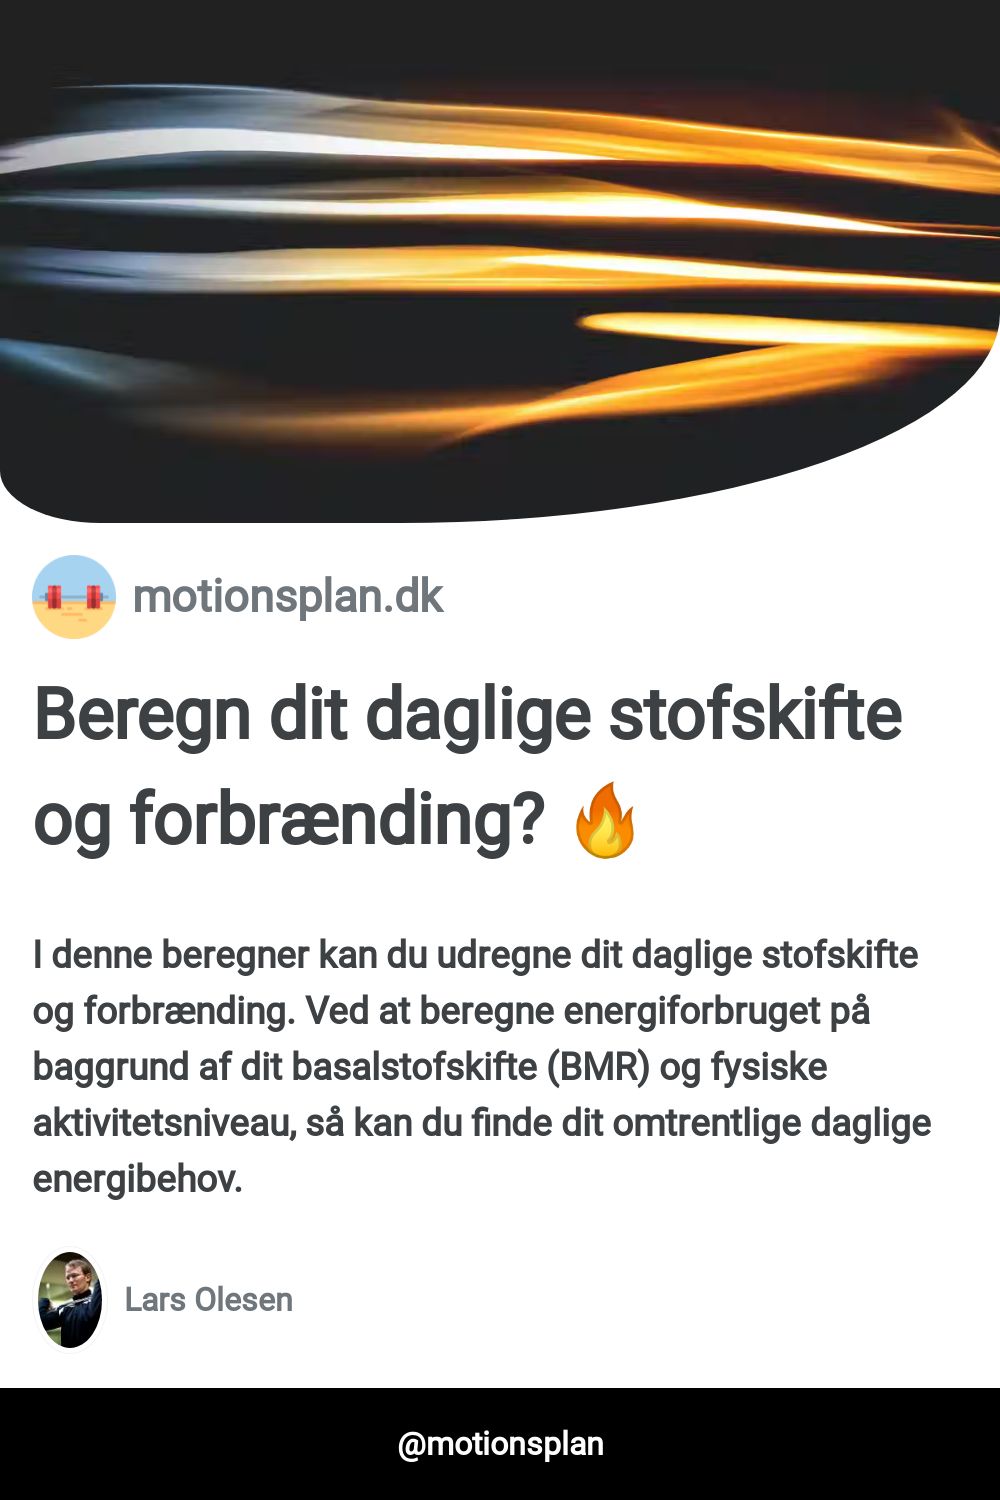 motionsplan.dk
Beregn dit daglige stofskifte
og forbrænding? 🔥
I denne beregner kan du udregne dit daglige stofskifte
og forbrænding. Ved at beregne energiforbruget på
baggrund af dit basalstofskifte (BMR) og fysiske
aktivitetsniveau, så kan du finde dit omtrentlige daglige
energibehov.
Lars Olesen
@motionsplan